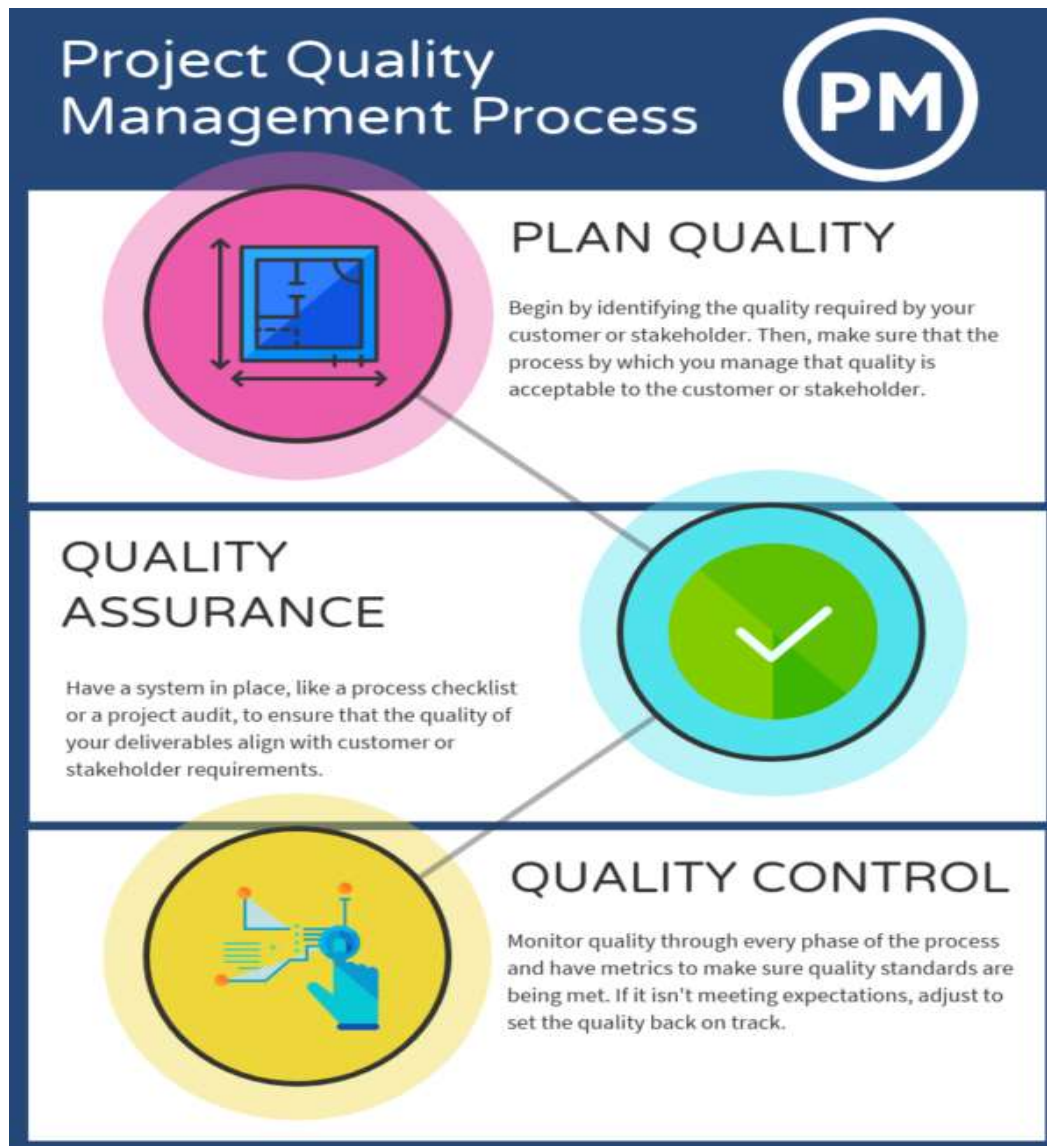 Project Quality
Management Process
PM
PLAN QUALITY
Begin by identifying the quality required by your
customer or stakeholder. Then, make sure that the
process by which you manage that quality is
acceptable to the customer or stakeholder.
QUALITY
ASSURANCE
Have a system in place, like a process checklist
or a project audit, to ensure that the quality of
your deliverables align with customer or
stakeholder requirements.
QUALITY CONTROL
Monitor quality through every phase of the process
and have metrics to make sure quality standards are
being met. If it isn't meeting expectations, adjust to
set the quality back on track.